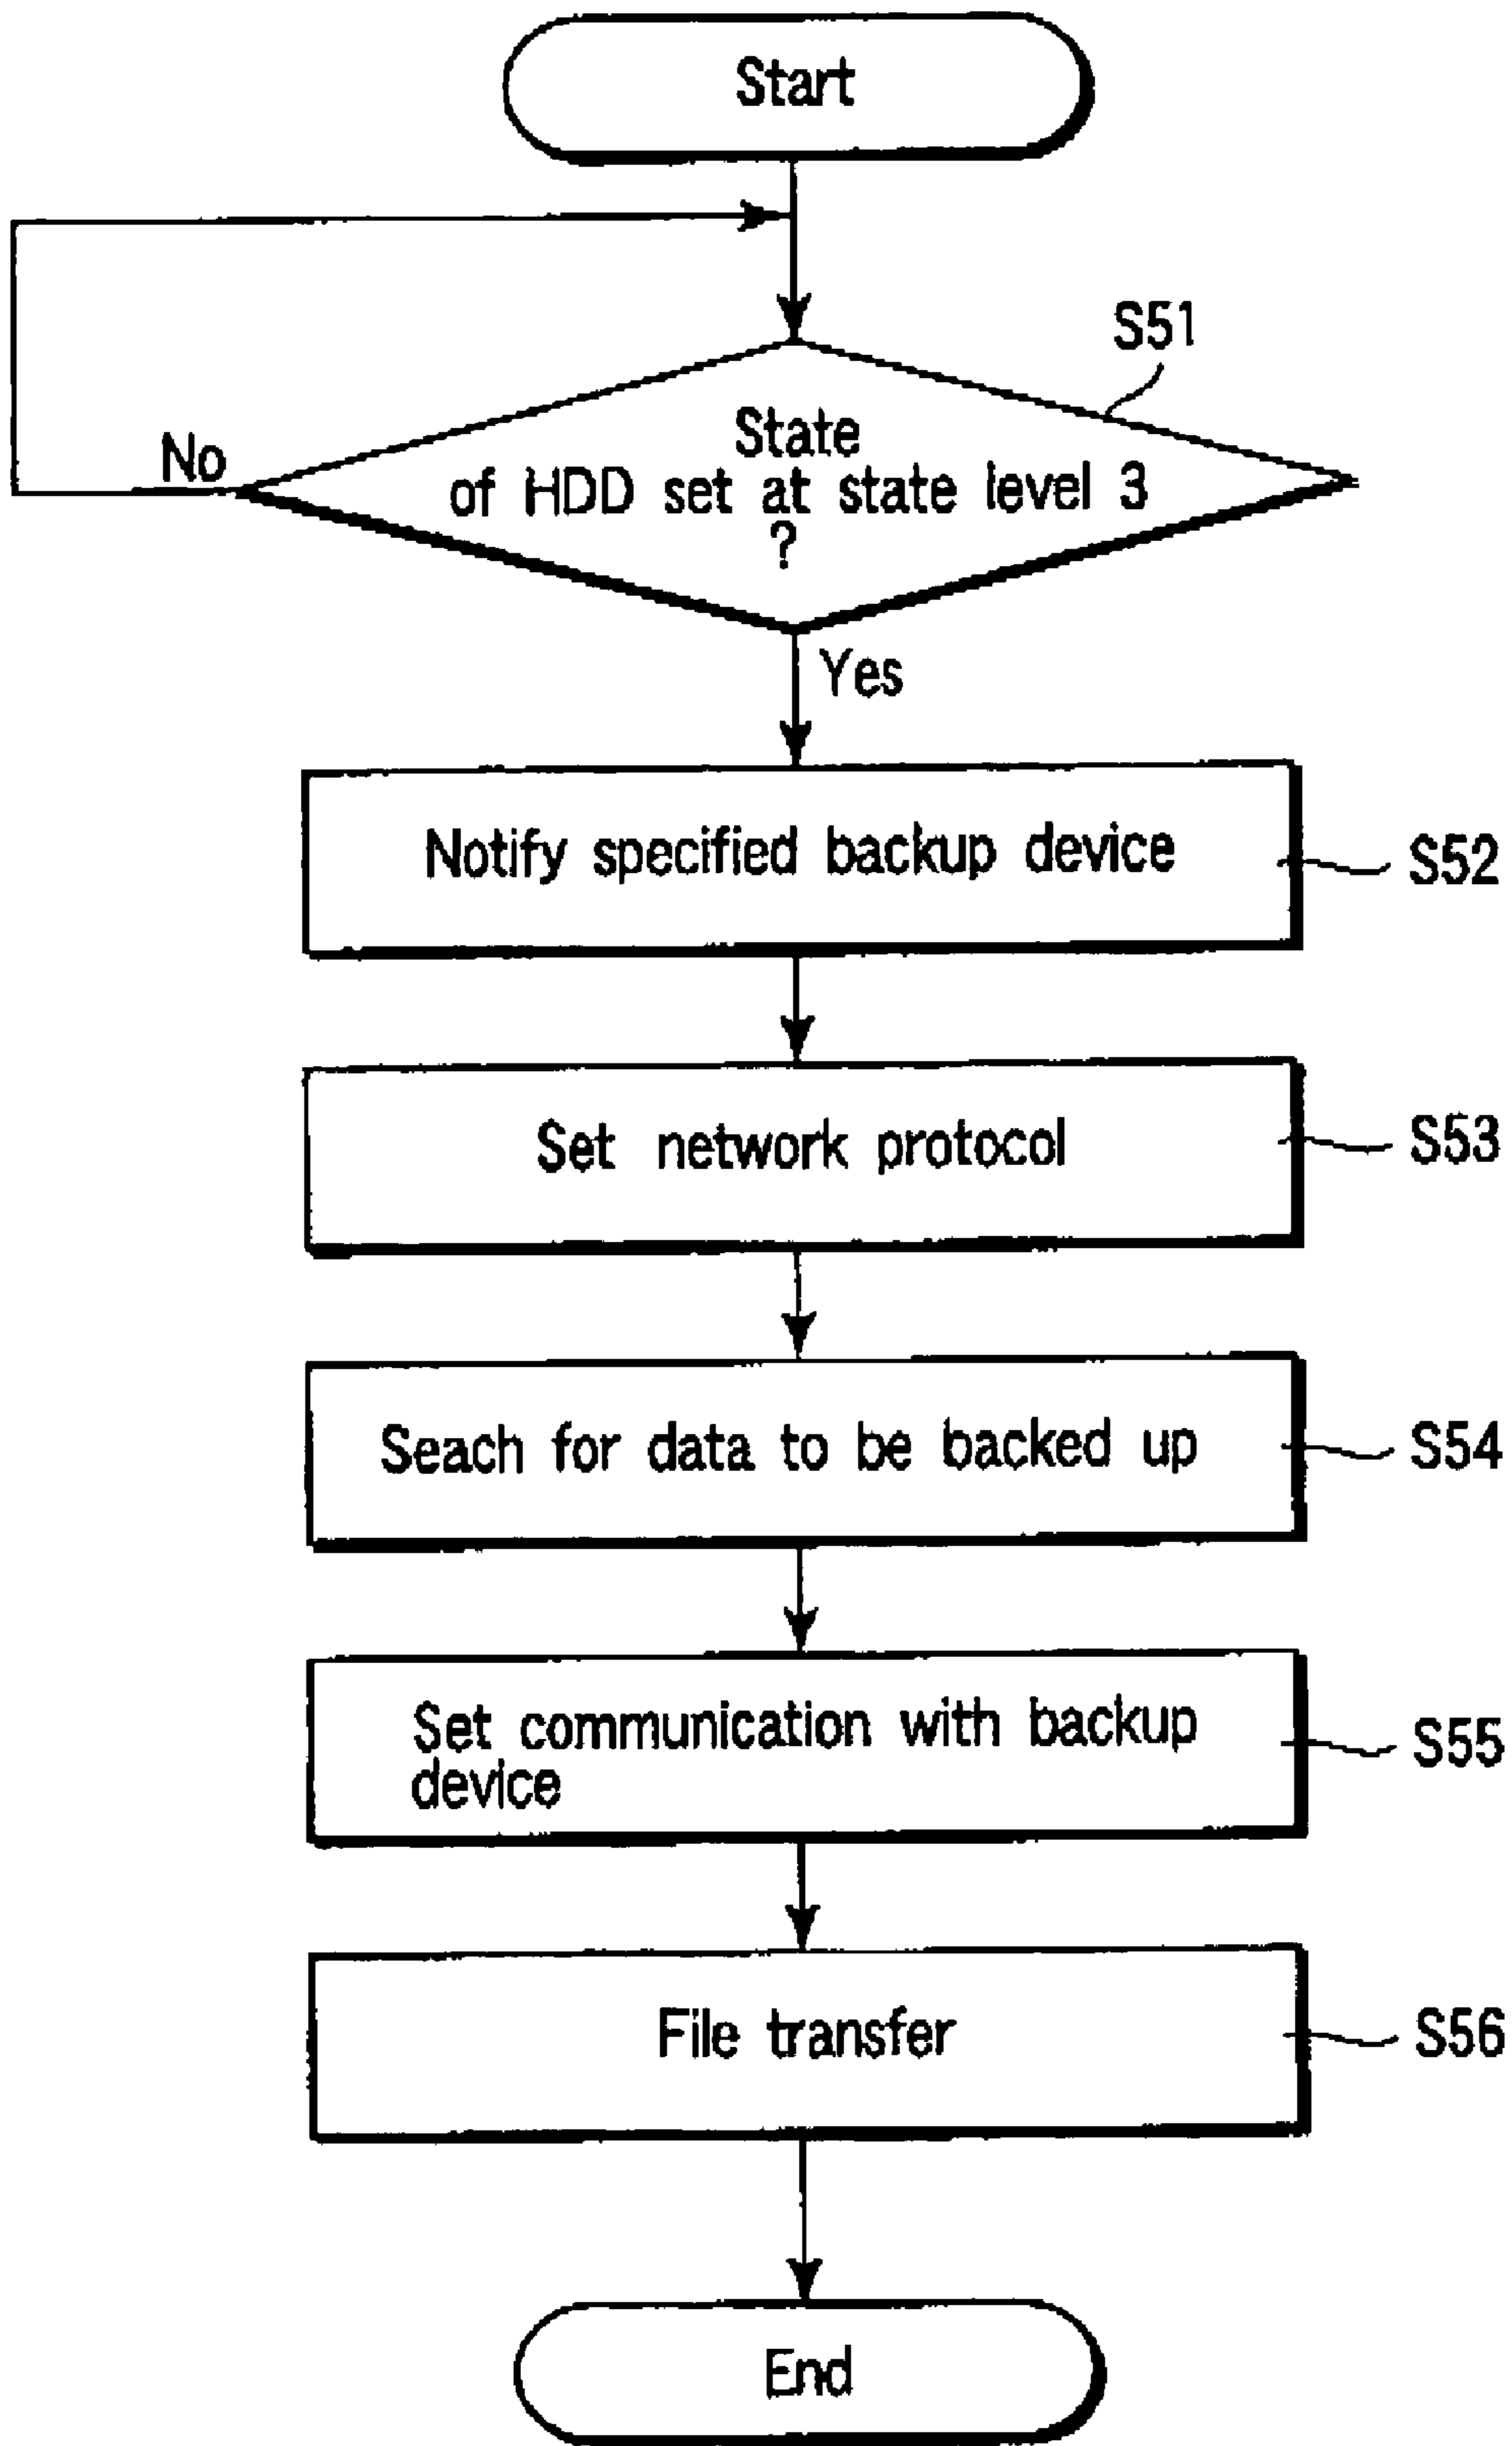 Start
S51
State
of HDD set at state level 3
?
No
Yes
Notify specified backup device
S52
Set network protocol
S53
Seach for data to be backed up
S54
Set communication with backup
device
S55
File transfer
S56
End